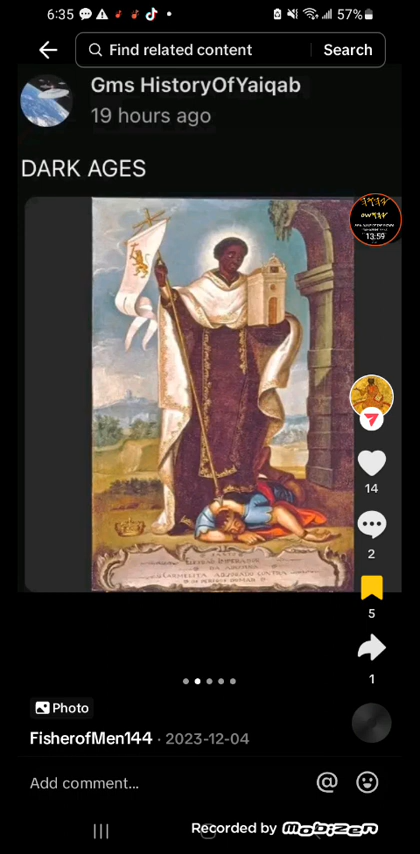 6:35
57%
Find related content
Search
Gms HistoryOfYaiqab
19 hours ago
DARK AGES
13:59
14
2
5
1
Photo
FisherofMen144 · 2023-12-04
Add comment...
Recorded by Mobizen